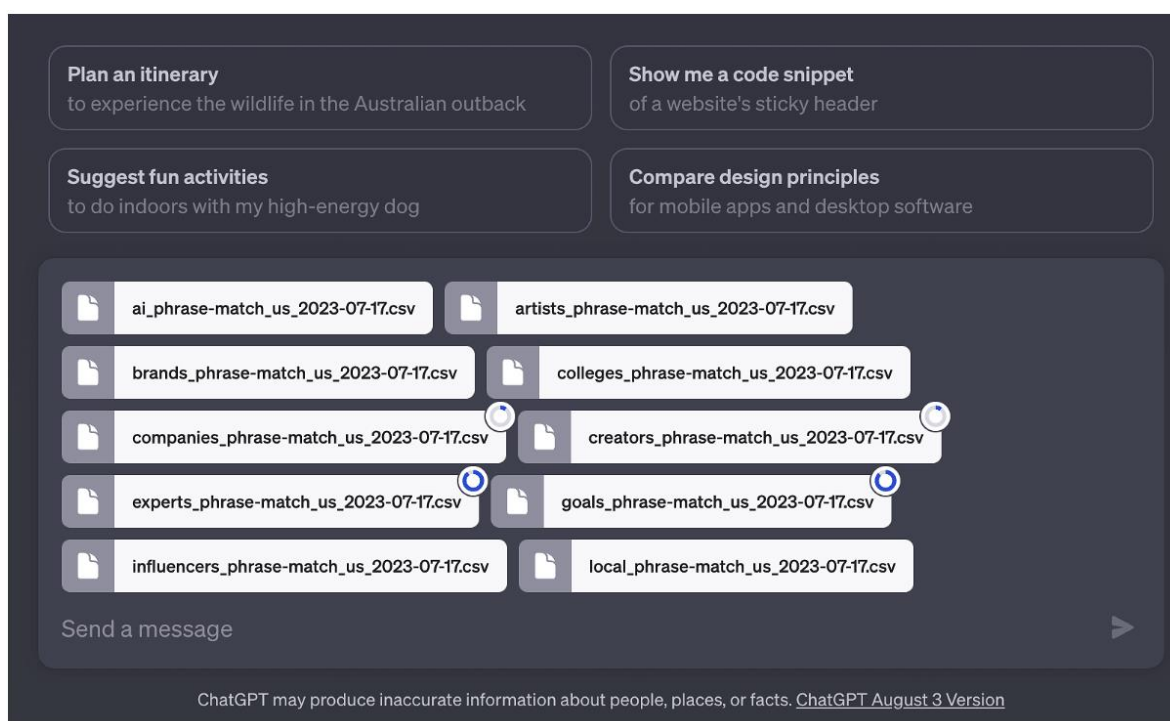 Plan an itinerary
to experience the wildlife in the Australian outback
Show me a code snippet
of a website's sticky header
Suggest fun activities
to do indoors with my high-energy dog
Compare design principles
for mobile apps and desktop software
ai_phrase-match_us_2023-07-17.csv
artists_phrase-match_us_2023-07-17.csv
brands_phrase-match_us_2023-07-17.csv
colleges_phrase-match_us_2023-07-17.csv
companies_phrase-match_us_2023-07-17.csv
creators_phrase-match_us_2023-07-17.csv
experts_phrase-match_us_2023-07-17.csv
goals_phrase-match_us_2023-07-17.csv
influencers_phrase-match_us_2023-07-17.csv
local_phrase-match_us_2023-07-17.csv
Send a message
ChatGPT may produce inaccurate information about people, places, or facts. ChatGPT August 3 Version